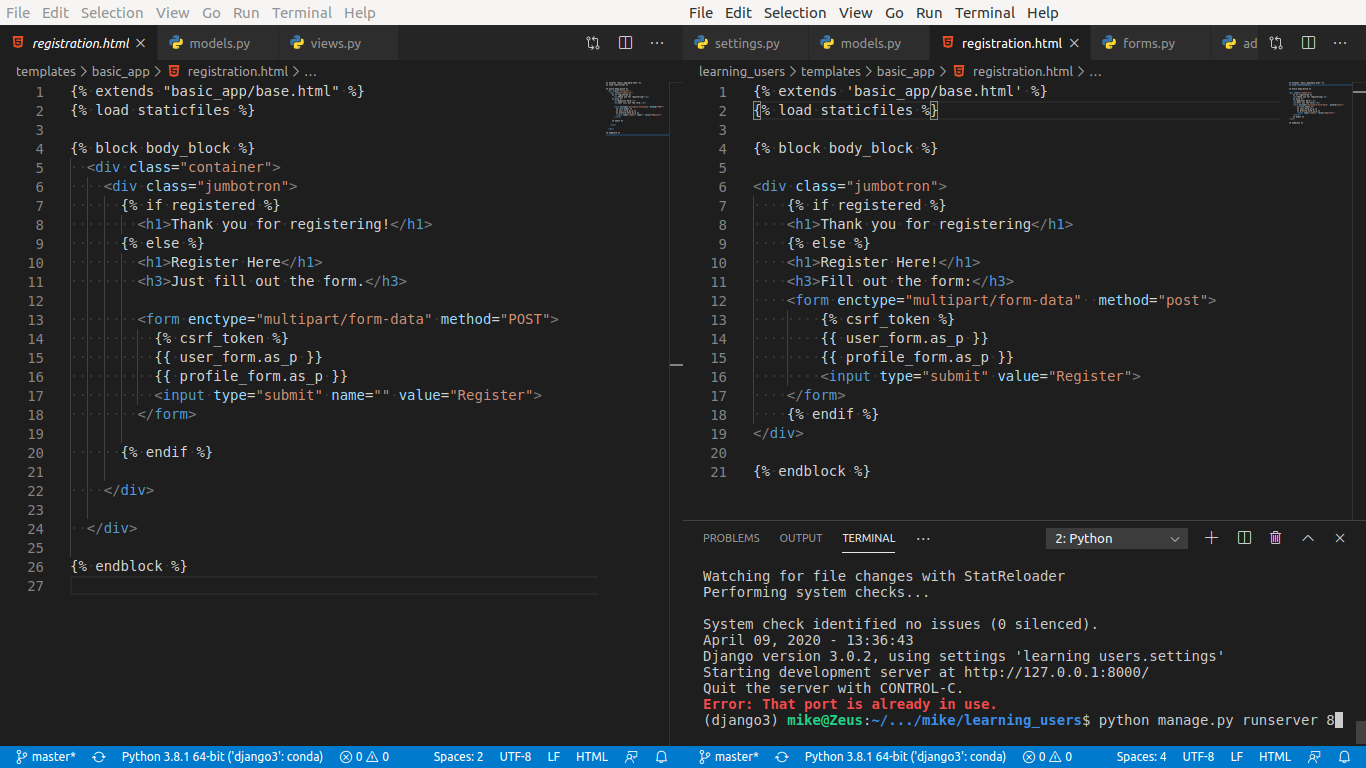 File Edit Selection View Go Run Terminal Help
registration.html models.py views.py
templates > basic_app > registration.html > ...
1 {% extends "basic_app/base.html" %}
2 {% load staticfiles %}
3
4 {% block body_block %}
5 <div class="container">
6 <div class="jumbotron">
7 {% if registered %}
8 <h1>Thank you for registering!</h1>
9 {% else %}
10 <h1>Register Here</h1>
11 <h3>Just fill out the form.</h3>
12
13 <form enctype="multipart/form-data" method="POST">
14 {% csrf_token %}
15 {{ user_form.as_p }}
16 {{ profile_form.as_p }}
17 <input type="submit" name="" value="Register">
18 </form>
19
20 {% endif %}
21
22 </div>
23
24 </div>
25
26 {% endblock %}
27
master* Python 3.8.1 64-bit ('django3': conda) 0 0 Spaces: 2 UTF-8 LF HTML
File Edit Selection View Go Run Terminal Help
settings.py models.py registration.html forms.py ad
learning_users > templates > basic_app > registration.html > ...
1 {% extends 'basic_app/base.html' %}
2 {% load staticfiles %}
3
4 {% block body_block %}
5
6 <div class="jumbotron">
7 {% if registered %}
8 <h1>Thank you for registering</h1>
9 {% else %}
10 <h1>Register Here!</h1>
11 <h3>Fill out the form:</h3>
12 <form enctype="multipart/form-data"  method="post">
13 {% csrf_token %}
14 {{ user_form.as_p }}
15 {{ profile_form.as_p }}
16 <input type="submit" value="Register">
17 </form>
18 {% endif %}
19 </div>
20
21 {% endblock %}
PROBLEMS OUTPUT TERMINAL ... 2: Python
Watching for file changes with StatReloader
Performing system checks...
System check identified no issues (0 silenced).
April 09, 2020 - 13:36:43
Django version 3.0.2, using settings 'learning_users.settings'
Starting development server at http://127.0.0.1:8000/
Quit the server with CONTROL-C.
Error: That port is already in use.
(django3) mike@Zeus:~/.../mike/learning_users$ python manage.py runserver 8
master* Python 3.8.1 64-bit ('django3': conda) 0 0 Spaces: 4 UTF-8 LF HTML